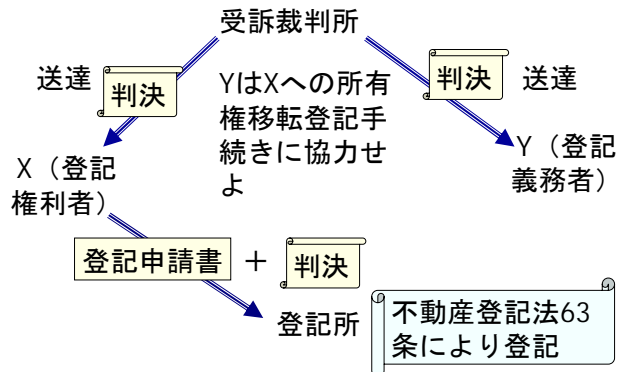 受訴裁判所
送達
判決
YはXへの所有
権移転登記手
続きに協力せ
よ
判決
送達
X（登記
権利者）
Y（登記
義務者）
登記申請書
＋
判決
登記所
不動産登記法63
条により登記